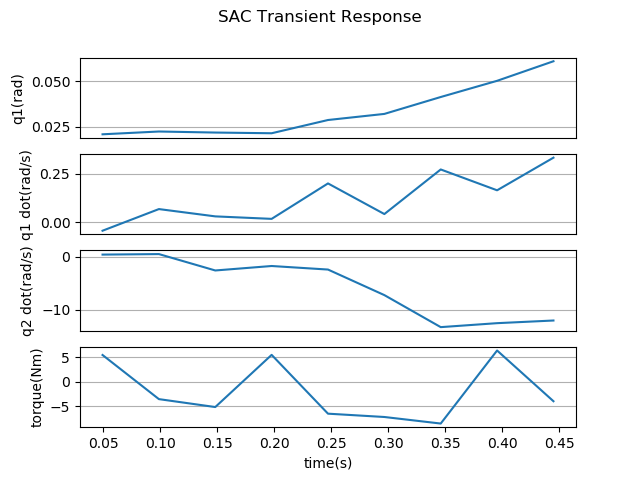 SAC Transient Response
q1(rad)
0.050
0.025
q1 dot(rad/s)
0.25
0.00
q2 dot(rad/s)
0
−10
torque(Nm)
5
0
−5
0.05 0.10 0.15 0.20 0.25 0.30 0.35 0.40 0.45
time(s)